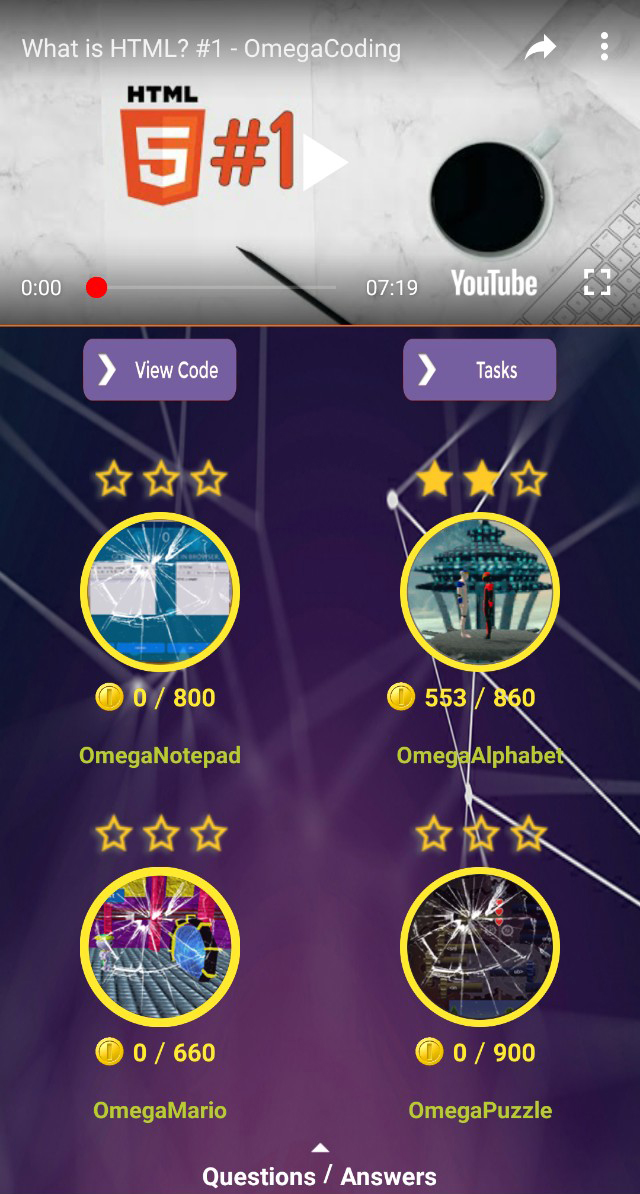 What is HTML? #1 - OmegaCoding
HTML
5 #1
0:00
07:19
YouTube
View Code
Tasks
0 / 800
553 / 860
OmegaNotepad
OmegaAlphabet
0 / 660
0 / 900
OmegaMario
OmegaPuzzle
Questions / Answers